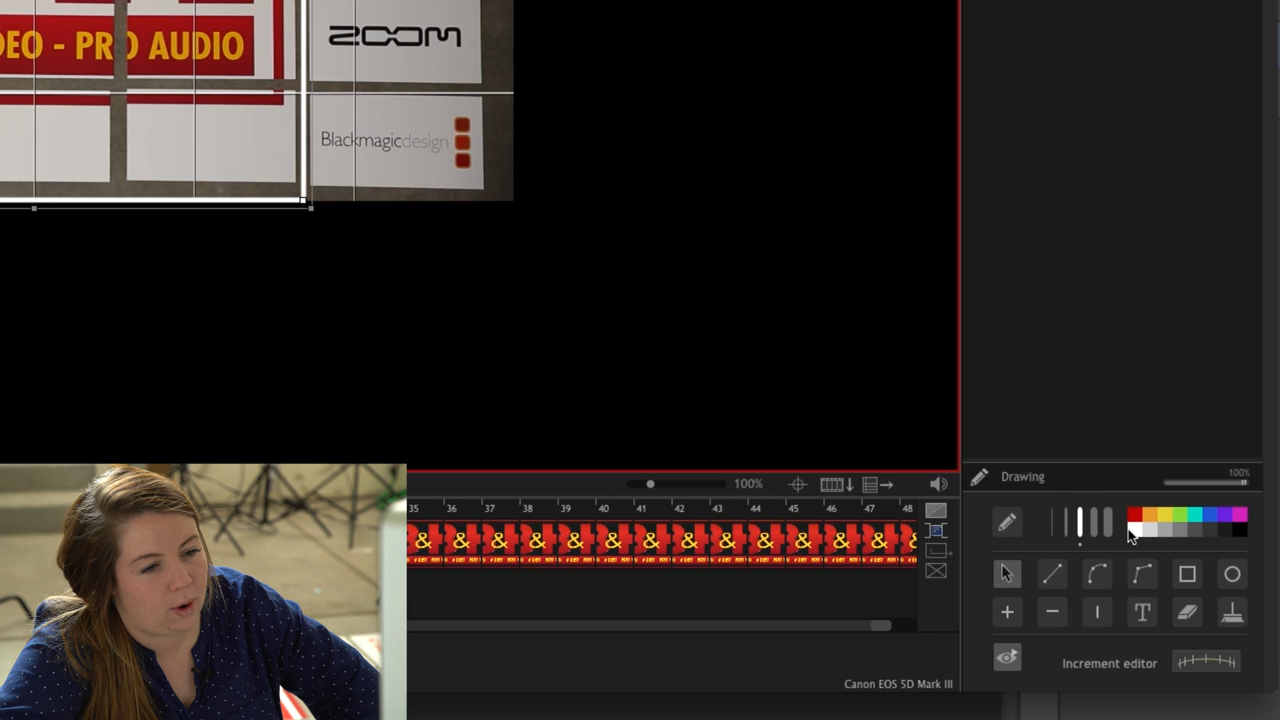 DEO - PRO AUDIO
ZOOM
Blackmagicdesign
100%
35 36 37 38 39 40 41 42 43 44 45 46 47 48
& & & & & & & & & & & & &
Canon EOS 5D Mark III
Drawing
100%
T
Increment editor